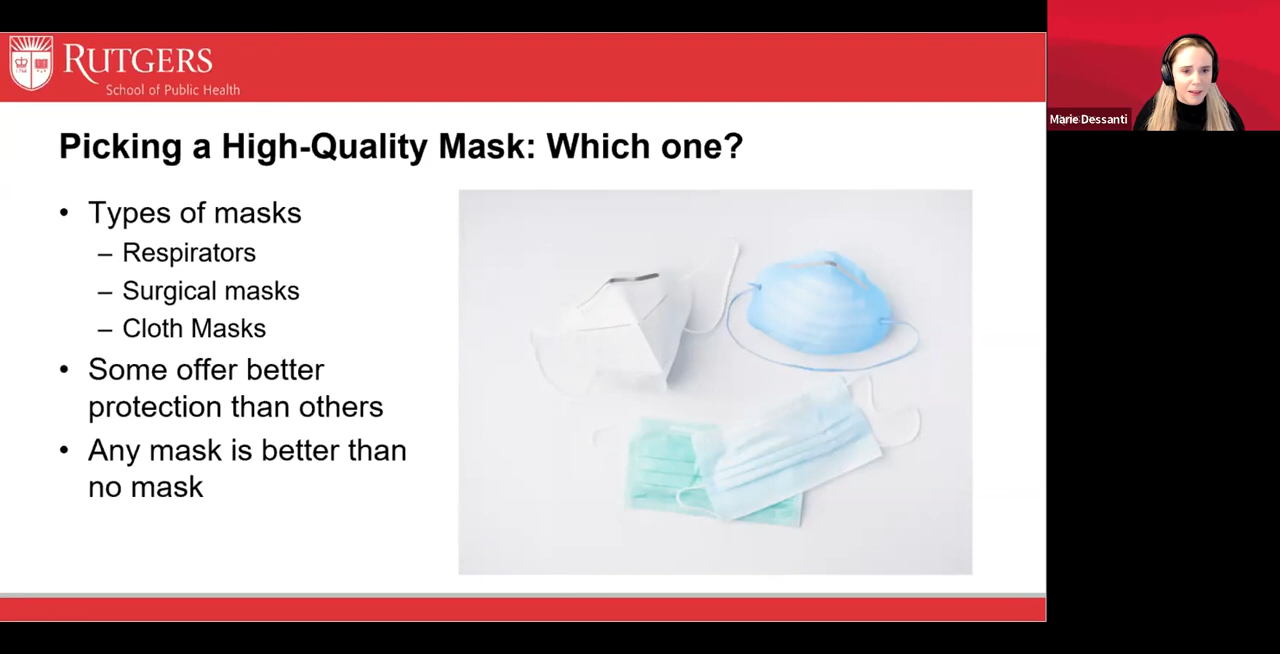 RUTGERS
School of Public Health
Marie Dessanti
Picking a High-Quality Mask: Which one?
• Types of masks
– Respirators
– Surgical masks
– Cloth Masks
• Some offer better
protection than others
• Any mask is better than
no mask